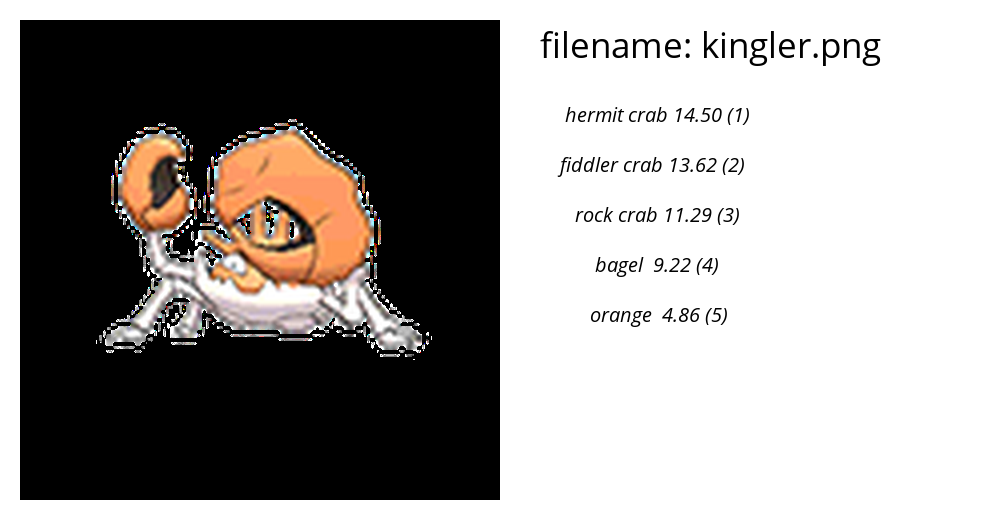 filename: kingler.png
hermit crab 14.50 (1)
fiddler crab 13.62 (2)
rock crab 11.29 (3)
bagel 9.22 (4)
orange 4.86 (5)